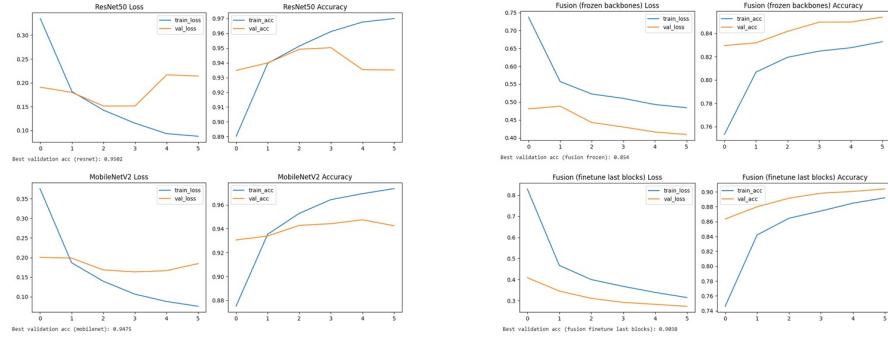 ResNet50 Loss
0.35
0.30
0.25
0.20
0.15
0.10
train_loss
val_loss
0 1 2 3 4 5
ResNet50 Accuracy
0.97
0.96
0.95
0.94
0.93
0.92
0.91
0.90
0.89
train_acc
val_acc
0 1 2 3 4 5
Best validation acc (resnet): 0.9502
Fusion (frozen backbones) Loss
0.75
0.70
0.65
0.60
0.55
0.50
0.45
0.40
train_loss
val_loss
0 1 2 3 4 5
Fusion (frozen backbones) Accuracy
0.84
0.82
0.80
0.78
0.76
train_acc
val_acc
0 1 2 3 4 5
Best validation acc (fusion frozen): 0.854
MobileNetV2 Loss
0.35
0.30
0.25
0.20
0.15
0.10
train_loss
val_loss
0 1 2 3 4 5
MobileNetV2 Accuracy
0.96
0.94
0.92
0.90
0.88
train_acc
val_acc
0 1 2 3 4 5
Best validation acc (mobilenet): 0.9475
Fusion (finetune last blocks) Loss
0.8
0.7
0.6
0.5
0.4
0.3
train_loss
val_loss
0 1 2 3 4 5
Fusion (finetune last blocks) Accuracy
0.90
0.88
0.86
0.84
0.82
0.80
0.78
0.76
0.74
train_acc
val_acc
0 1 2 3 4 5
Best validation acc (fusion finetune last blocks): 0.9038